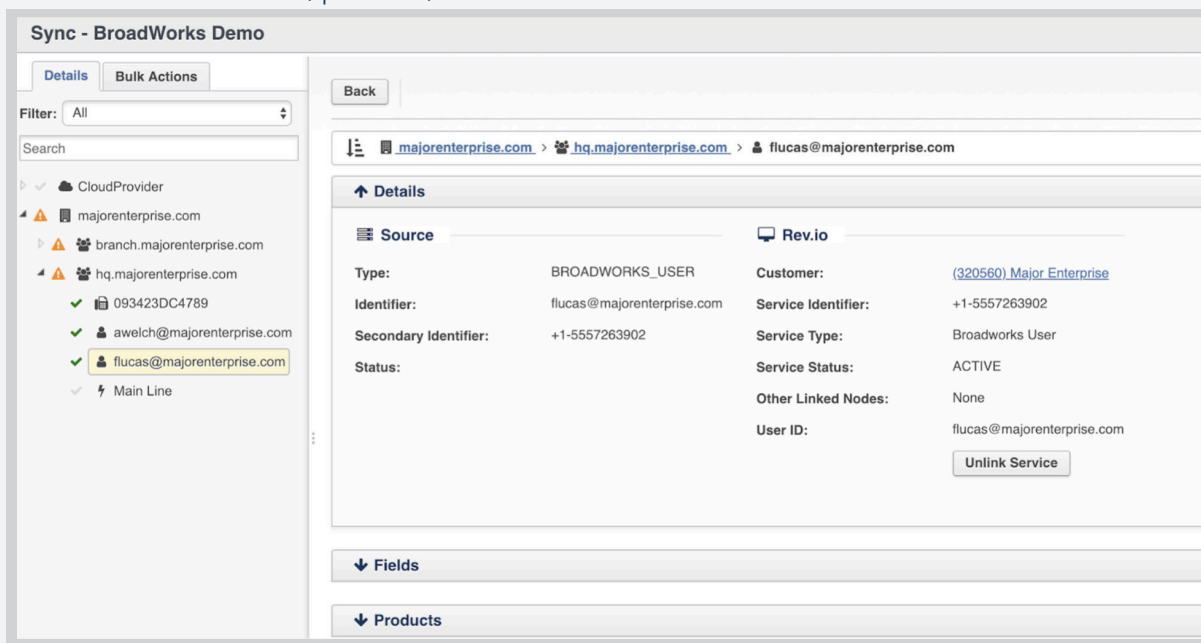 Sync - BroadWorks Demo
Details
Bulk Actions
Filter: All
Search
CloudProvider
majorenterprise.com
branch.majorenterprise.com
hq.majorenterprise.com
093423DC4789
awelch@majorenterprise.com
flucas@majorenterprise.com
Main Line
Back
majorenterprise.com > hq.majorenterprise.com > flucas@majorenterprise.com
Details
Source
Type: BROADWORKS_USER
Identifier: flucas@majorenterprise.com
Secondary Identifier: +1-5557263902
Status:
Rev.io
Customer: (320560) Major Enterprise
Service Identifier: +1-5557263902
Service Type: Broadworks User
Service Status: ACTIVE
Other Linked Nodes: None
User ID: flucas@majorenterprise.com
Unlink Service
Fields
Products